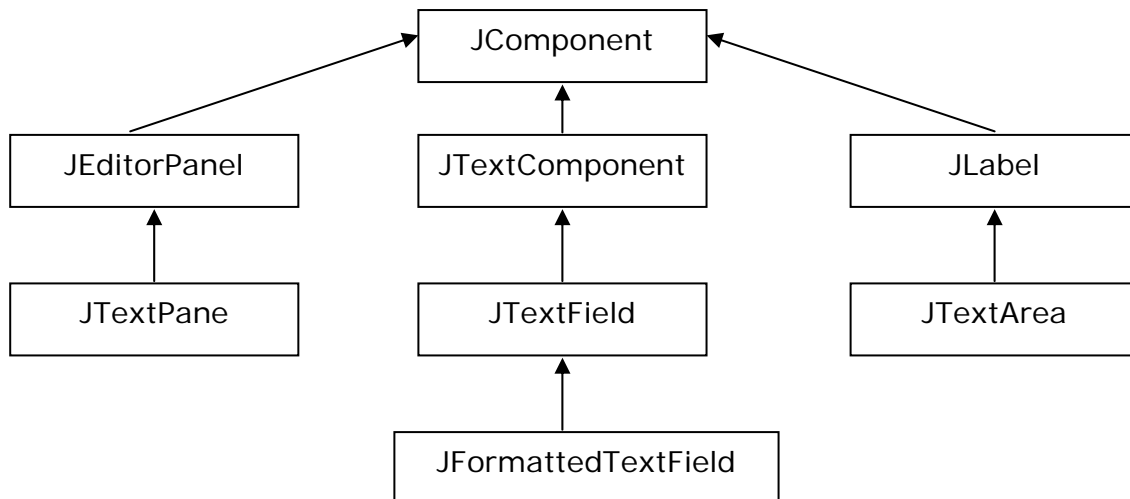 JComponent
JEditorPanel
JTextComponent
JLabel
JTextPane
JTextField
JTextArea
JFormattedTextField